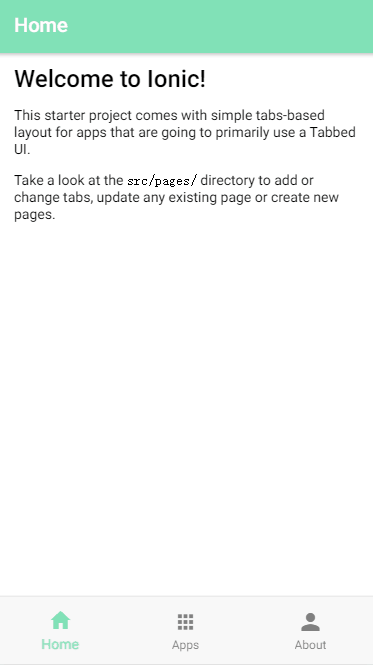 Home
Welcome to Ionic!
This starter project comes with simple tabs-based
layout for apps that are going to primarily use a Tabbed
UI.
Take a look at the src/pages/ directory to add or
change tabs, update any existing page or create new
pages.
Home
Apps
About